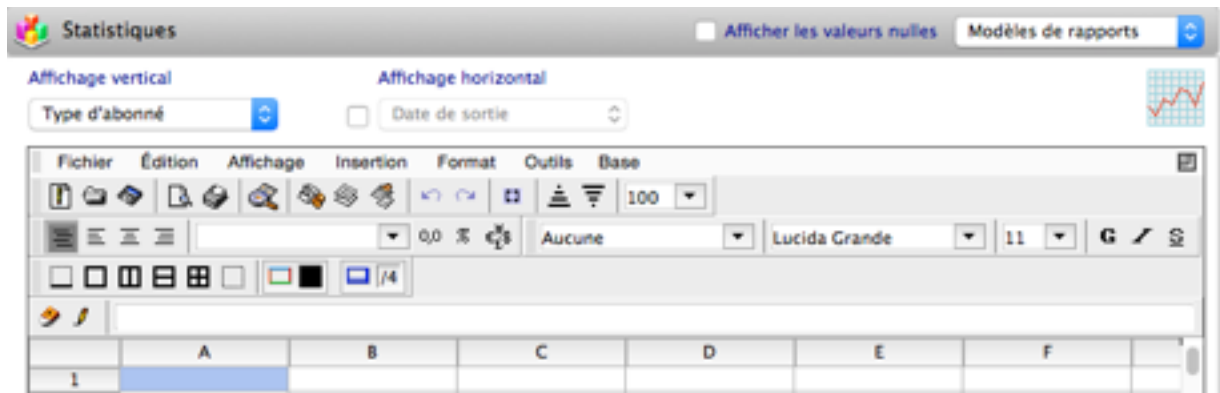 Statistiques Afficher les valeurs nulles Modèles de rapports
Affichage vertical Affichage horizontal
Type d'abonné Date de sortie
Fichier Édition Affichage Insertion Format Outils Base
100
0,0 % Aucune Lucida Grande 11 G I S
/4
A B C D E F
1